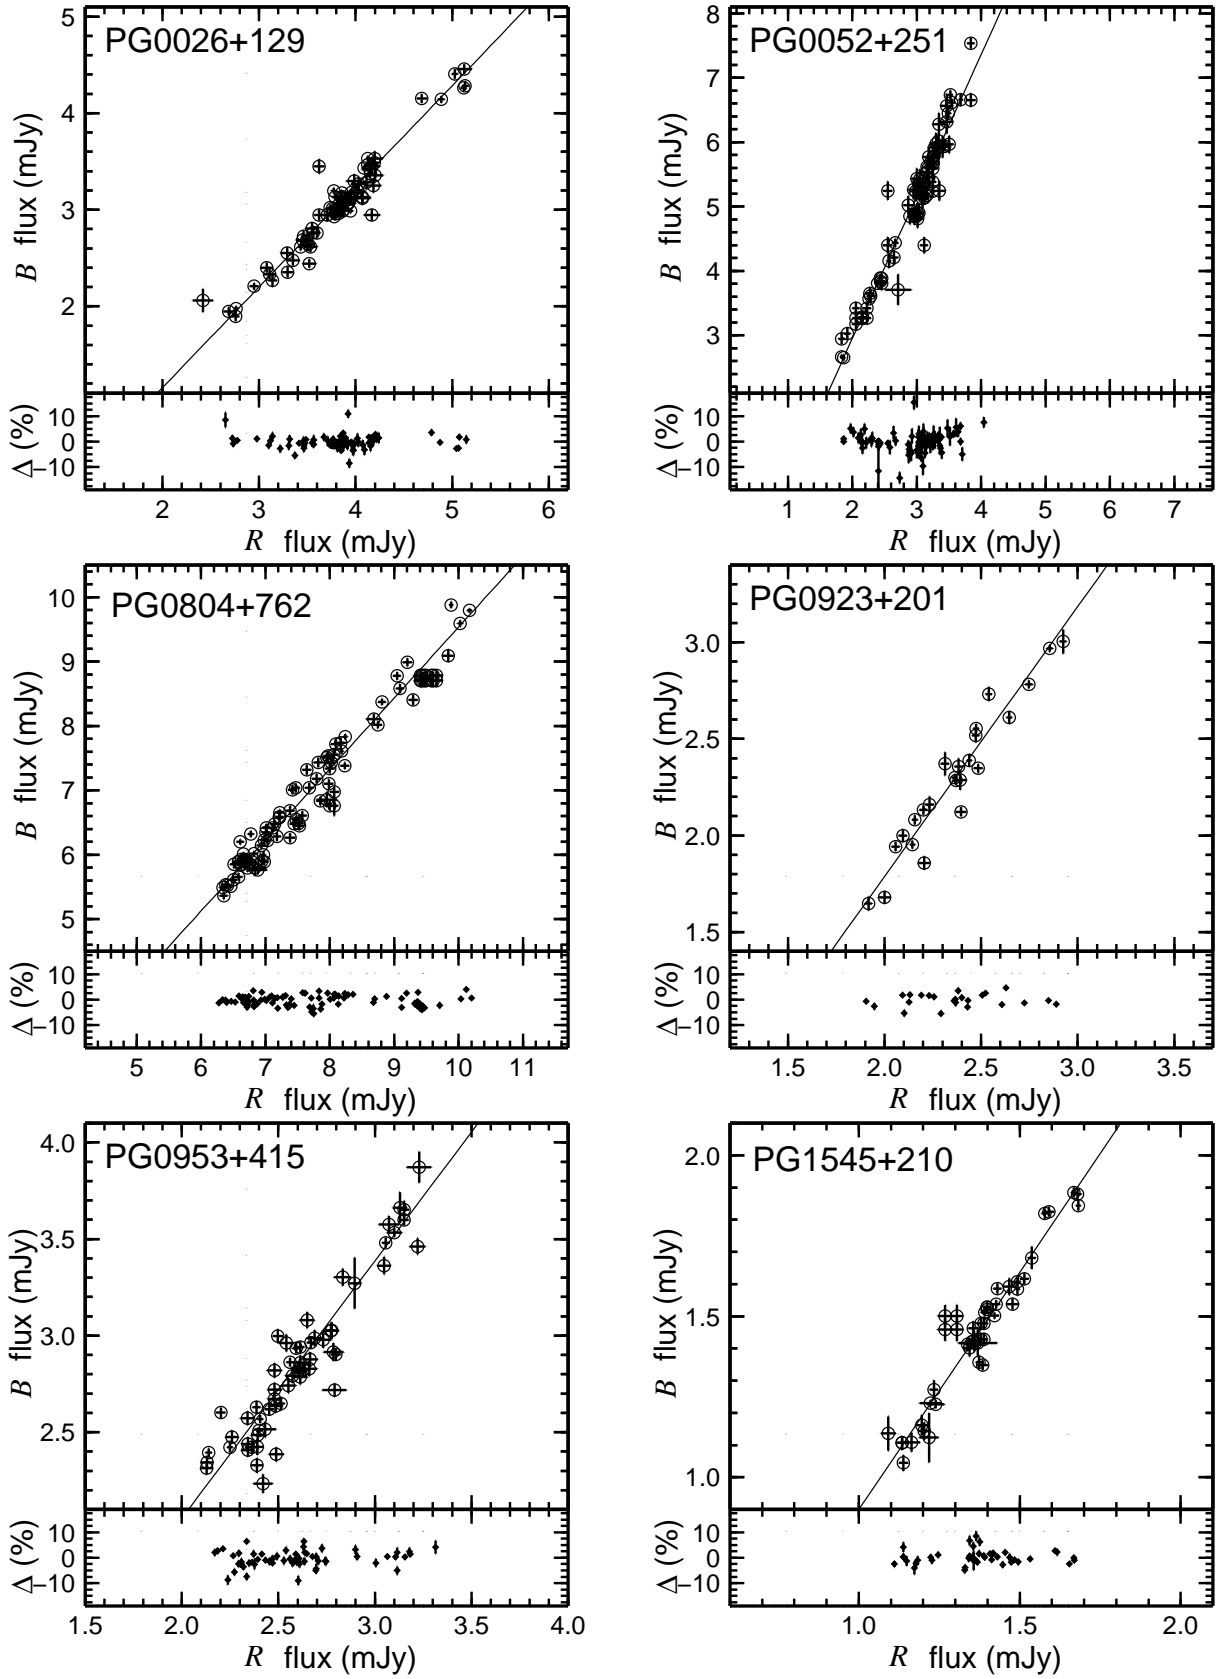 PG0026+129
B flux (mJy)
5
4
3
2
Δ (%)
10
0
−10
2 3 4 5 6
R flux (mJy)
PG0052+251
B flux (mJy)
8
7
6
5
4
3
Δ (%)
10
0
−10
1 2 3 4 5 6 7
R flux (mJy)
PG0804+762
B flux (mJy)
10
9
8
7
6
5
Δ (%)
10
0
−10
5 6 7 8 9 10 11
R flux (mJy)
PG0923+201
B flux (mJy)
3.0
2.5
2.0
1.5
Δ (%)
10
0
−10
1.5 2.0 2.5 3.0 3.5
R flux (mJy)
PG0953+415
B flux (mJy)
4.0
3.5
3.0
2.5
Δ (%)
10
0
−10
1.5 2.0 2.5 3.0 3.5 4.0
R flux (mJy)
PG1545+210
B flux (mJy)
2.0
1.5
1.0
Δ (%)
10
0
−10
1.0 1.5 2.0
R flux (mJy)